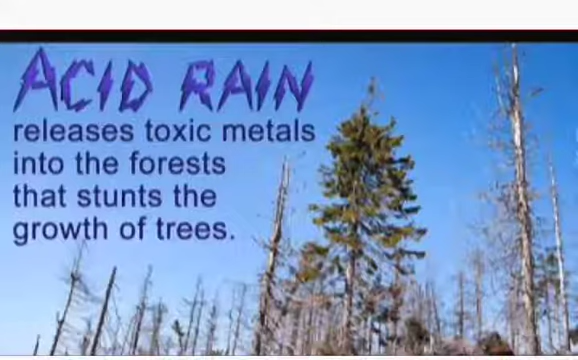 ACID RAIN
releases toxic metals
into the forests
that stunts the
growth of trees.